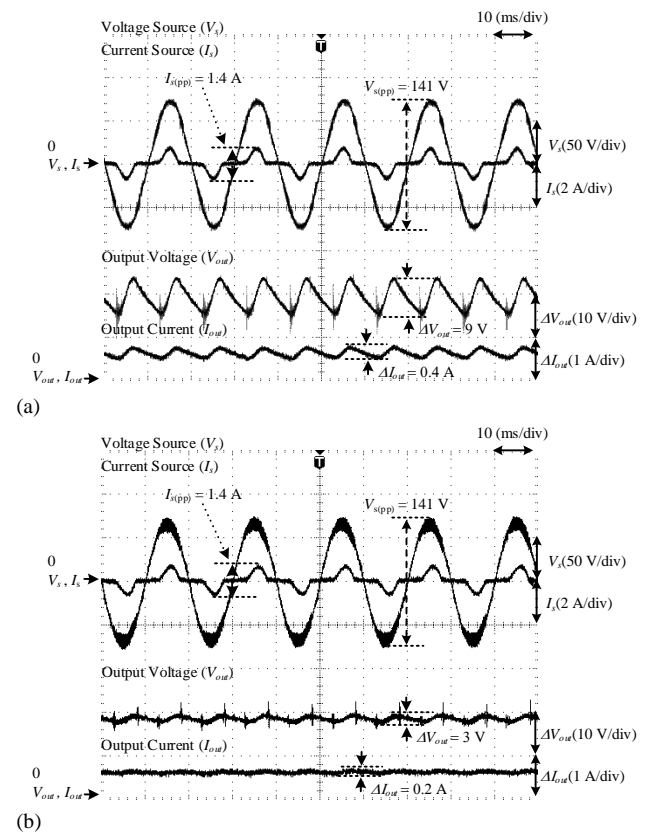 10 (ms/div)
Voltage Source (Vs)
Current Source (Is)
T
Is(pp) = 1.4 A
Vs(pp) = 141 V
0
Vs , Is
Vs(50 V/div)
Is(2 A/div)
Output Voltage (Vout)
ΔVout(10 V/div)
Output Current (Iout)
ΔVout = 9 V
0
Vout , Iout
ΔIout(1 A/div)
ΔIout = 0.4 A
(a)
10 (ms/div)
Voltage Source (Vs)
Current Source (Is)
T
Is(pp) = 1.4 A
Vs(pp) = 141 V
0
Vs , Is
Vs(50 V/div)
Is(2 A/div)
Output Voltage (Vout)
ΔVout(10 V/div)
ΔVout = 3 V
Output Current (Iout)
0
Vout , Iout
ΔIout(1 A/div)
ΔIout = 0.2 A
(b)